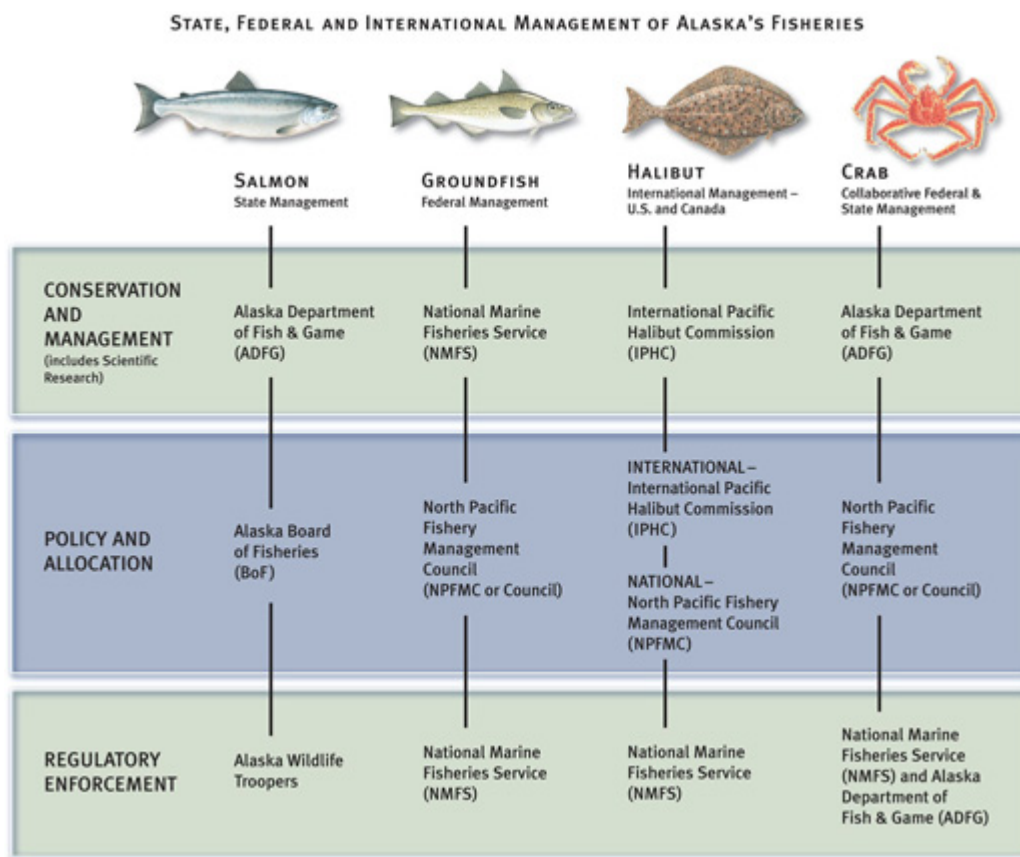 State, Federal and International Management of Alaska's Fisheries
Salmon
State Management
Groundfish
Federal Management
Halibut
International Management –
U.S. and Canada
Crab
Collaborative Federal &
State Management
CONSERVATION
AND
MANAGEMENT
(includes Scientific
Research)
Alaska Department
of Fish & Game
(ADFG)
National Marine
Fisheries Service
(NMFS)
International Pacific
Halibut Commission
(IPHC)
Alaska Department
of Fish & Game
(ADFG)
POLICY AND
ALLOCATION
Alaska Board
of Fisheries
(BoF)
North Pacific
Fishery
Management
Council
(NPFMC or Council)
INTERNATIONAL –
International Pacific
Halibut Commission
(IPHC)
NATIONAL –
North Pacific Fishery
Management Council
(NPFMC)
North Pacific
Fishery
Management
Council
(NPFMC or Council)
REGULATORY
ENFORCEMENT
Alaska Wildlife
Troopers
National Marine
Fisheries Service
(NMFS)
National Marine
Fisheries Service
(NMFS)
National Marine
Fisheries Service
(NMFS) and Alaska
Department of
Fish & Game (ADFG)